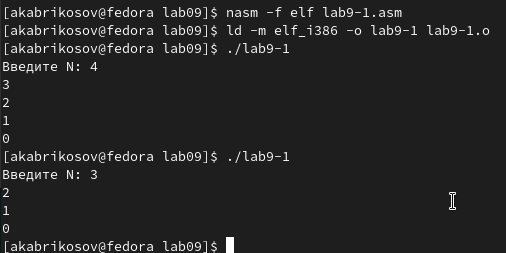 [akabrikosov@fedora lab09]$ nasm -f elf lab9-1.asm
[akabrikosov@fedora lab09]$ ld -m elf_i386 -o lab9-1 lab9-1.o
[akabrikosov@fedora lab09]$ ./lab9-1
Введите N: 4
3
2
1
0
[akabrikosov@fedora lab09]$ ./lab9-1
Введите N: 3
2
1
0
[akabrikosov@fedora lab09]$